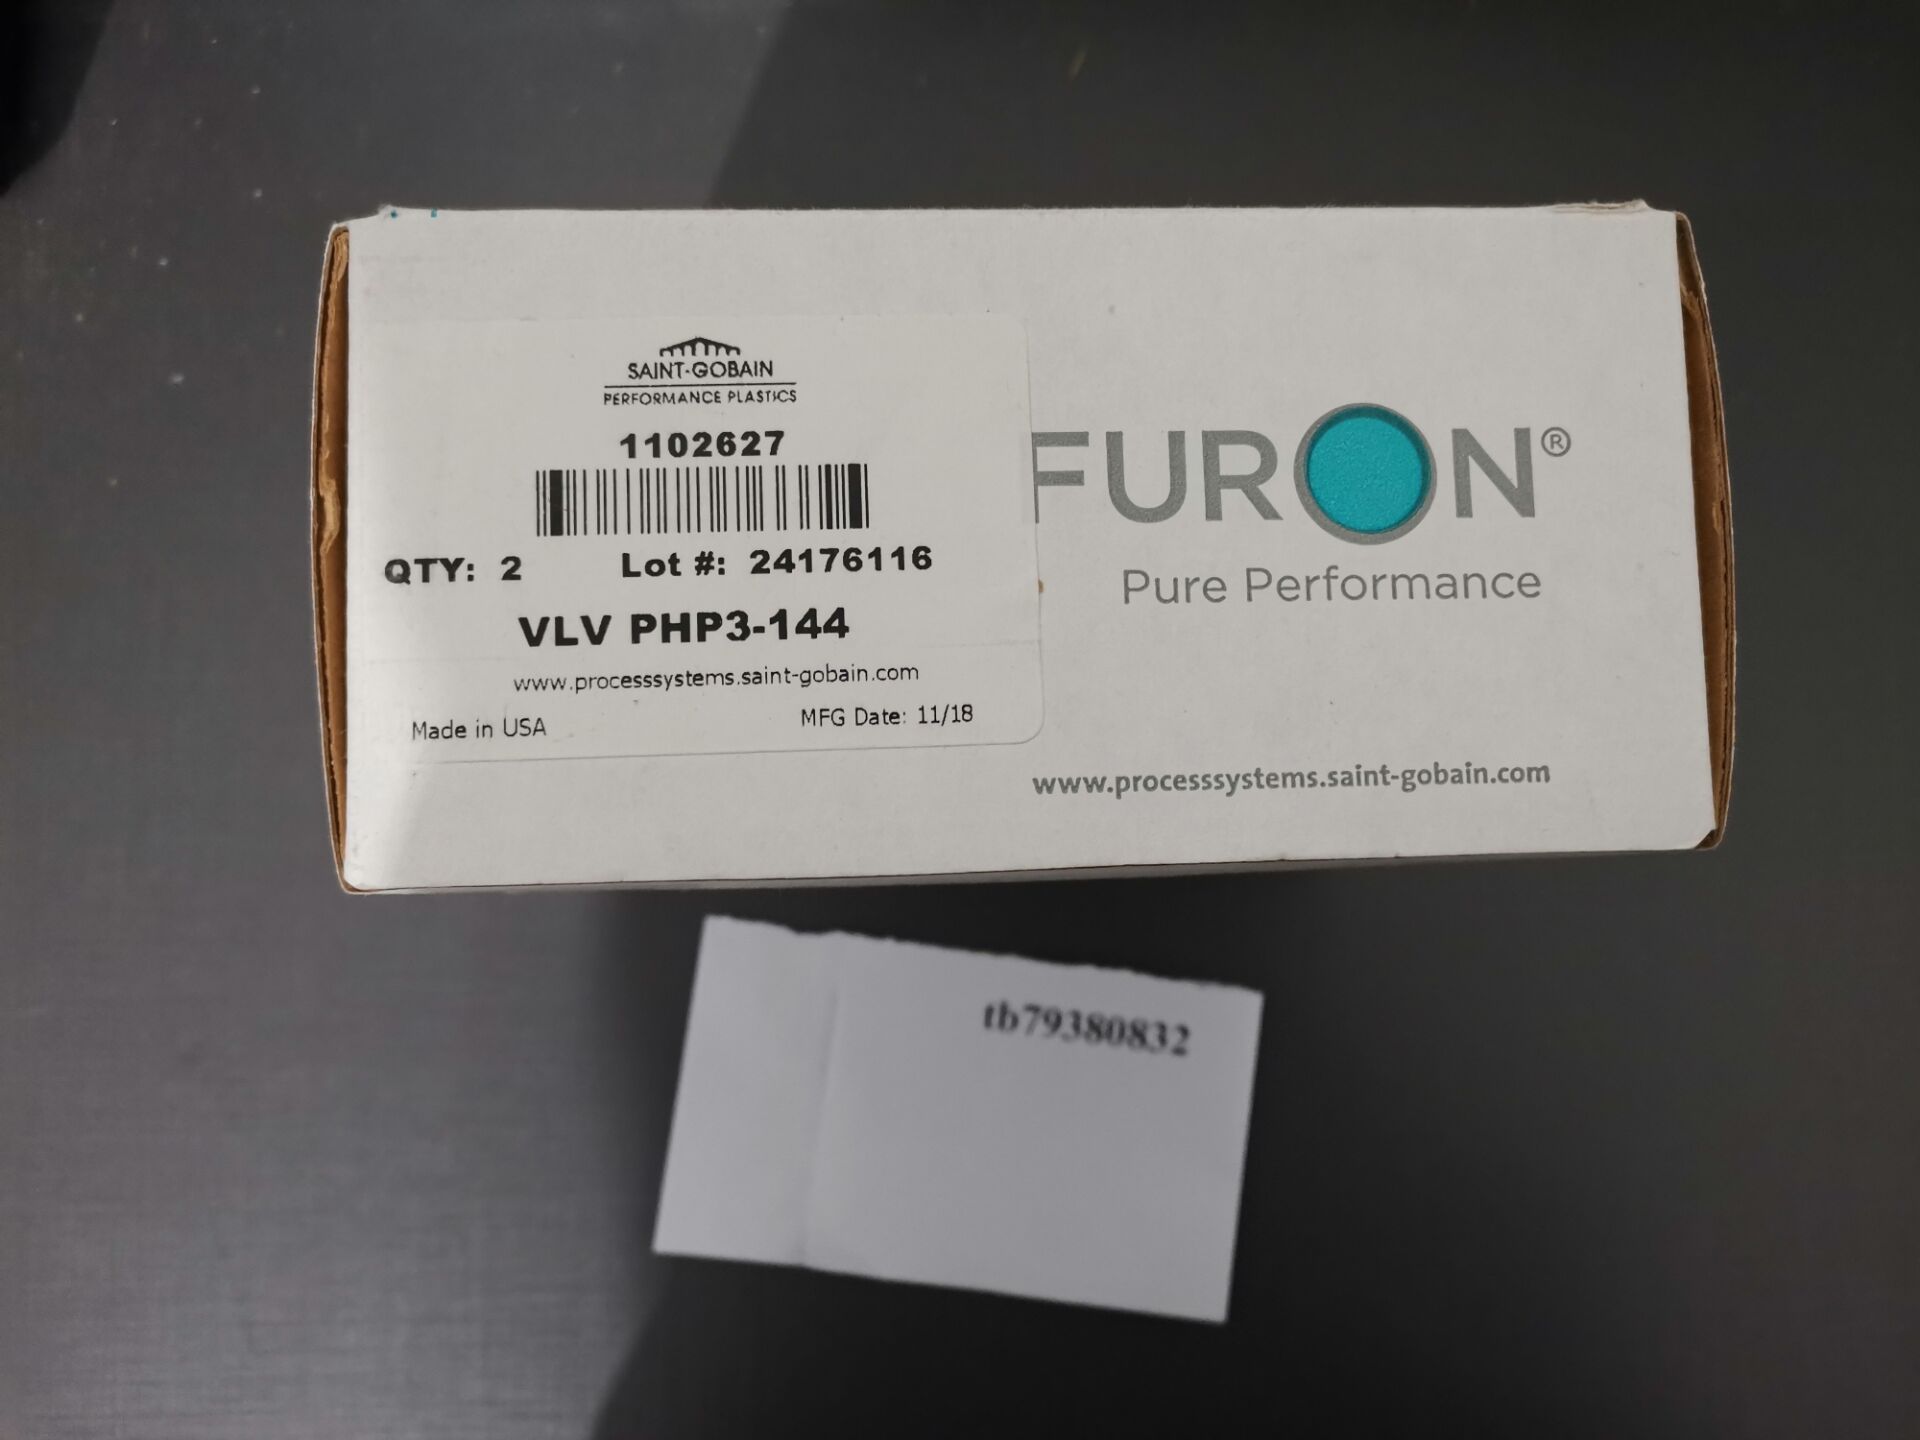 SAINT-GOBAIN
PERFORMANCE PLASTICS
1102627
QTY: 2 Lot #: 24176116
VLV PHP3-144
www.processsystems.saint-gobain.com
Made in USA MFG Date: 11/18
FURON®
Pure Performance
www.processsystems.saint-gobain.com
tb79380832